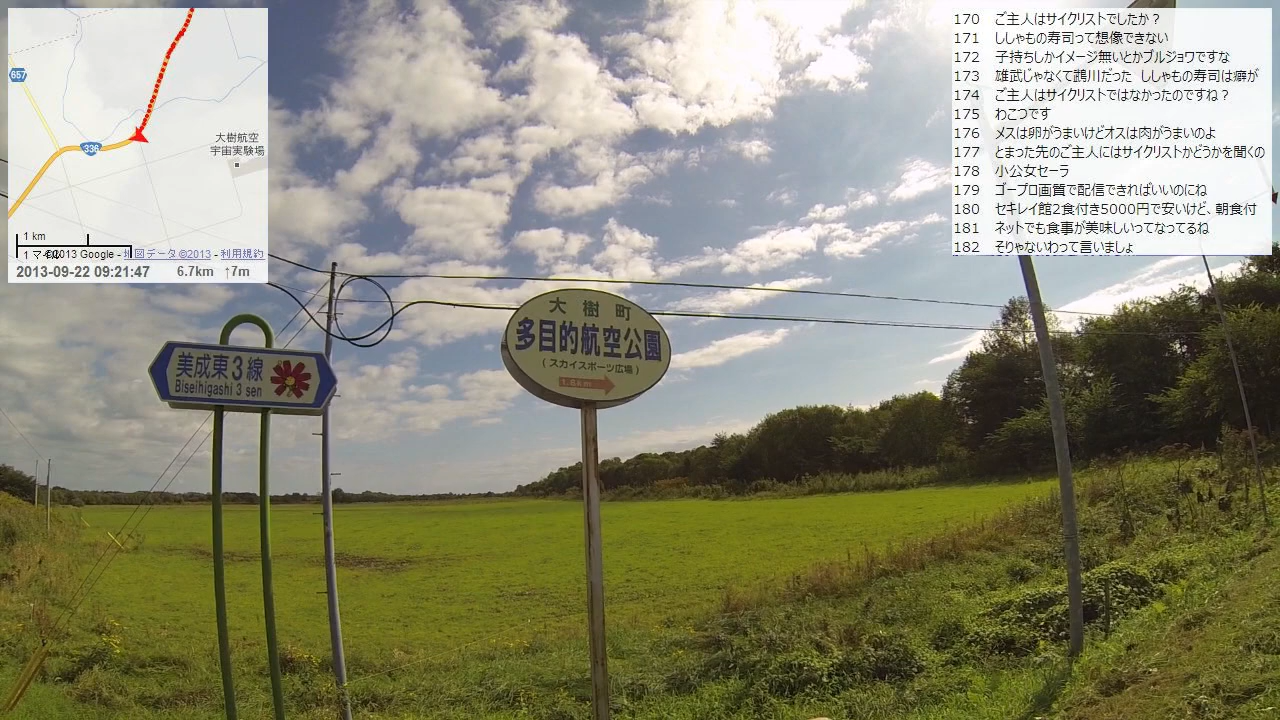 657
336
大樹航空
宇宙実験場
1 km
1 マイル
©2013 Google - 地図データ ©2013 - 利用規約
2013-09-22 09:21:47 6.7km ↑7m
170 ご主人はサイクリストでしたか？
171 ししゃもの寿司って想像できない
172 子持ちしかイメージ無いとかブルジョワですな
173 雄武じゃなくて鵡川だった ししゃもの寿司は癖が
174 ご主人はサイクリストではなかったのですね？
175 わこつです
176 メスは卵がうまいけどオスは肉がうまいのよ
177 とまった先のご主人にはサイクリストかどうかを聞くの
178 小公女セーラ
179 ゴープロ画質で配信できればいいのにね
180 セキレイ館2食付き5000円で安いけど、朝食付
181 ネットでも食事が美味しいってなってるね
182 そりゃないわって言いましょ
美成東3線
Biseihigashi 3 sen
大樹町
多目的航空公園
(スカイスポーツ広場)
1.8km